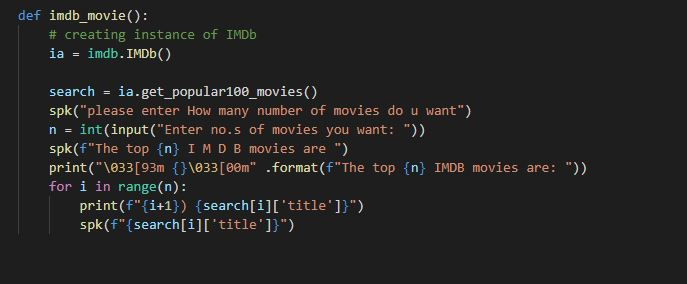 def imdb_movie():
    # creating instance of IMDb
    ia = imdb.IMDb()

    search = ia.get_popular100_movies()
    spk("please enter How many number of movies do u want")
    n = int(input("Enter no.s of movies you want: "))
    spk(f"The top {n} I M D B movies are ")
    print("\033[93m {}\033[00m" .format(f"The top {n} IMDB movies are: "))
    for i in range(n):
        print(f"{i+1}) {search[i]['title']}")
        spk(f"{search[i]['title']}")